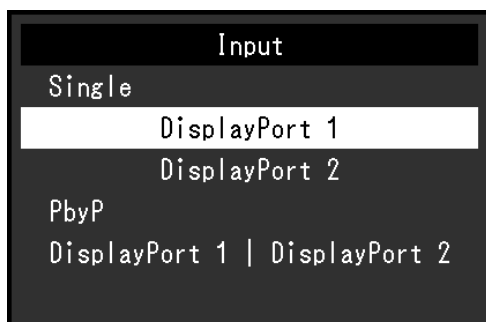 Input
Single
DisplayPort 1
DisplayPort 2
PbyP
DisplayPort 1 | DisplayPort 2